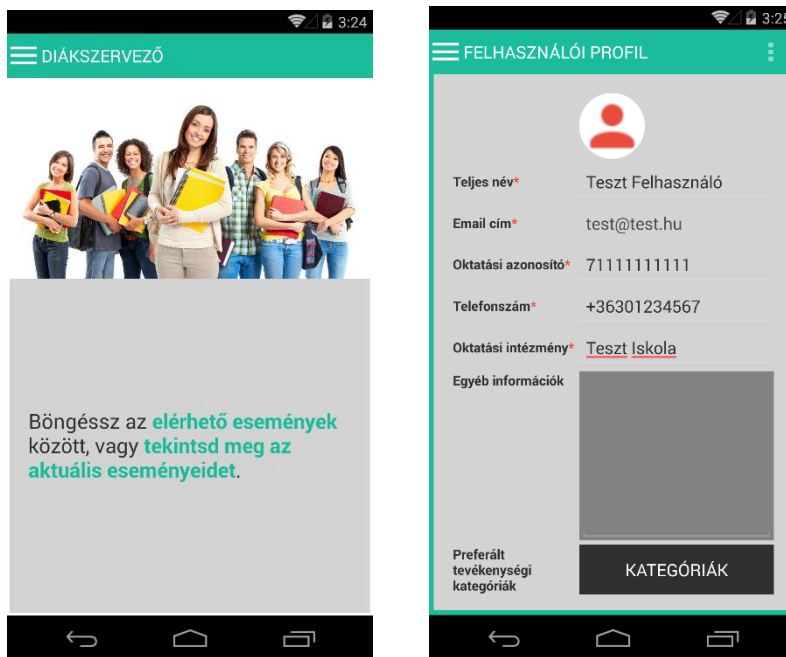 3:24
DIÁKSZERVEZŐ
Böngéssz az elérhető események
között, vagy tekintsd meg az
aktuális eseményeidet.
3:25
FELHASZNÁLÓI PROFIL
Teljes név* Teszt Felhasználó
Email cím* test@test.hu
Oktatási azonosító* 71111111111
Telefonszám* +36301234567
Oktatási intézmény* Teszt Iskola
Egyéb információk
Preferált
tevékenységi
kategóriák
KATEGÓRIÁK